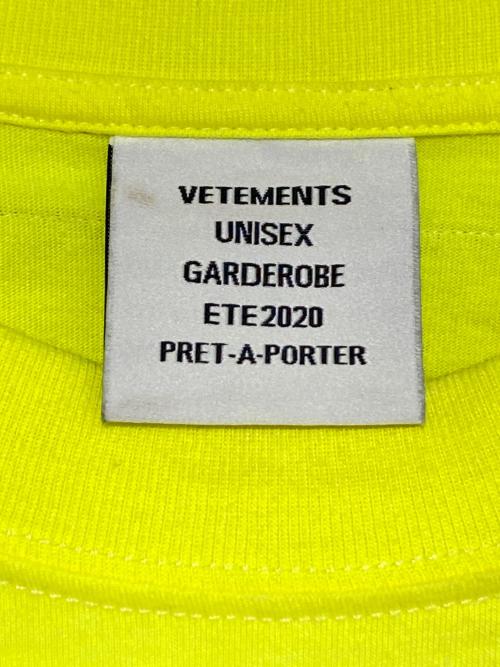 VETEMENTS
UNISEX
GARDEROBE
ETE2020
PRET-A-PORTER